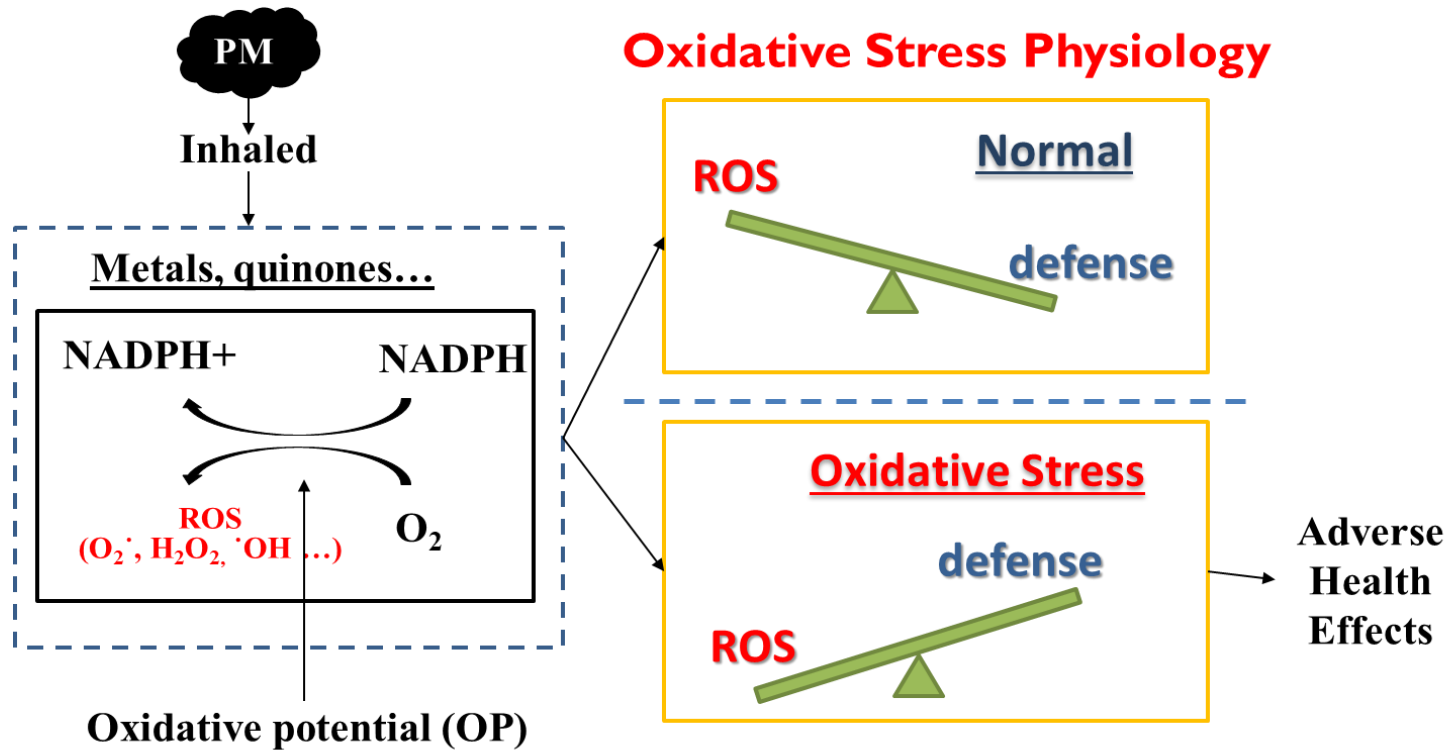 PM
Inhaled
Metals, quinones…
NADPH+ NADPH
ROS
(O₂˙, H₂O₂, ˙OH …)
O₂
Oxidative potential (OP)
Oxidative Stress Physiology
Normal
ROS
defense
Oxidative Stress
defense
ROS
Adverse
Health
Effects